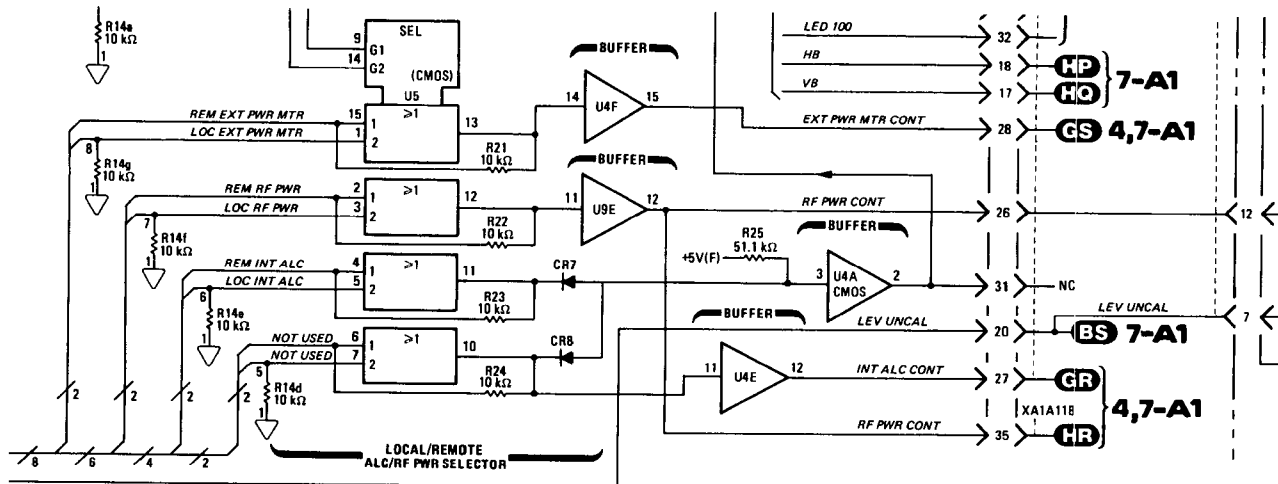 R14a
10 kΩ
1
9
14
G1
G2
SEL
(CMOS)
U5
BUFFER
14
U4F
15
LED 100
32
HB
18
HP
VB
17
HQ
7-A1
REM EXT PWR MTR
15
1
≥1
13
LOC EXT PWR MTR
1
2
8
R14g
10 kΩ
1
R21
10 kΩ
EXT PWR MTR CONT
28
GS 4,7-A1
BUFFER
REM RF PWR
2
1
≥1
12
LOC RF PWR
3
2
7
R14f
10 kΩ
1
R22
10 kΩ
11
U9E
12
RF PWR CONT
26
12
REM INT ALC
4
1
≥1
11
LOC INT ALC
5
2
6
R14e
10 kΩ
1
R23
10 kΩ
CR7
+5V(F)
R25
51.1 kΩ
BUFFER
3
U4A
CMOS
2
31
NC
LEV UNCAL
7
NOT USED
6
1
≥1
10
NOT USED
7
2
5
R14d
10 kΩ
1
R24
10 kΩ
CR8
BUFFER
LEV UNCAL
20
BS 7-A1
11
U4E
12
INT ALC CONT
27
GR
XA1A11B
4,7-A1
RF PWR CONT
35
HR
2
2
2
2
8
6
4
2
LOCAL/REMOTE
ALC/RF PWR SELECTOR